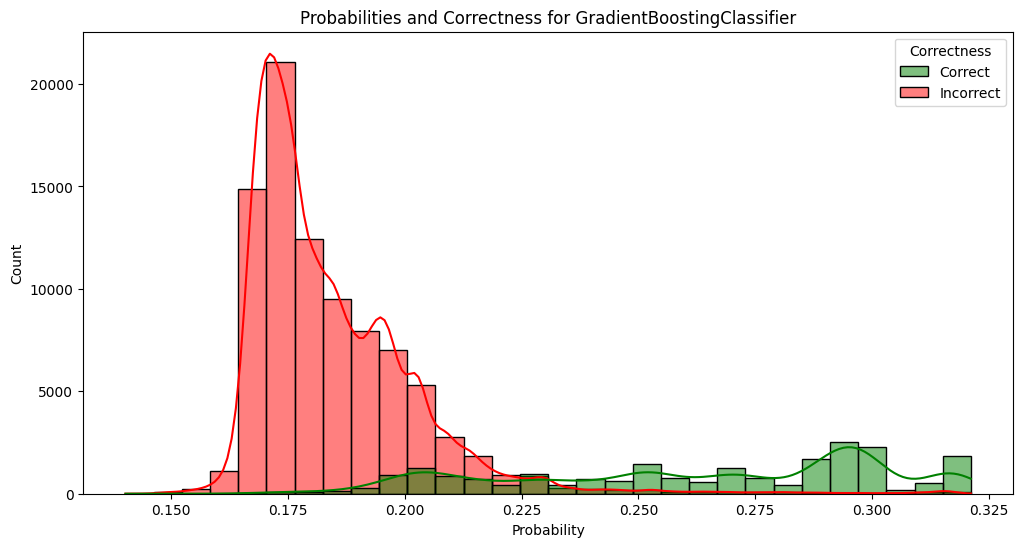 Probabilities and Correctness for GradientBoostingClassifier
Correctness
Correct
Incorrect
20000
15000
10000
5000
0
Count
0.150 0.175 0.200 0.225 0.250 0.275 0.300 0.325
Probability